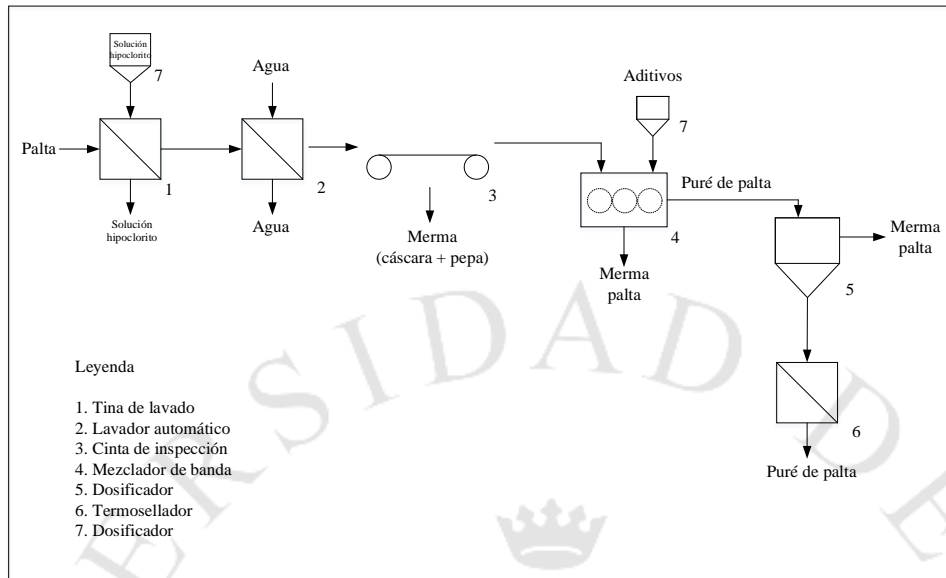 Solución
hipoclorito
7
Agua
Aditivos
7
Palta
1
2
3
Puré de palta
4
Solución
hipoclorito
Agua
Merma
(cáscara + pepa)
Merma
palta
Merma
palta
5
Leyenda
1. Tina de lavado
2. Lavador automático
3. Cinta de inspección
4. Mezclador de banda
5. Dosificador
6. Termosellador
7. Dosificador
6
Puré de palta
ERSIDAD DE